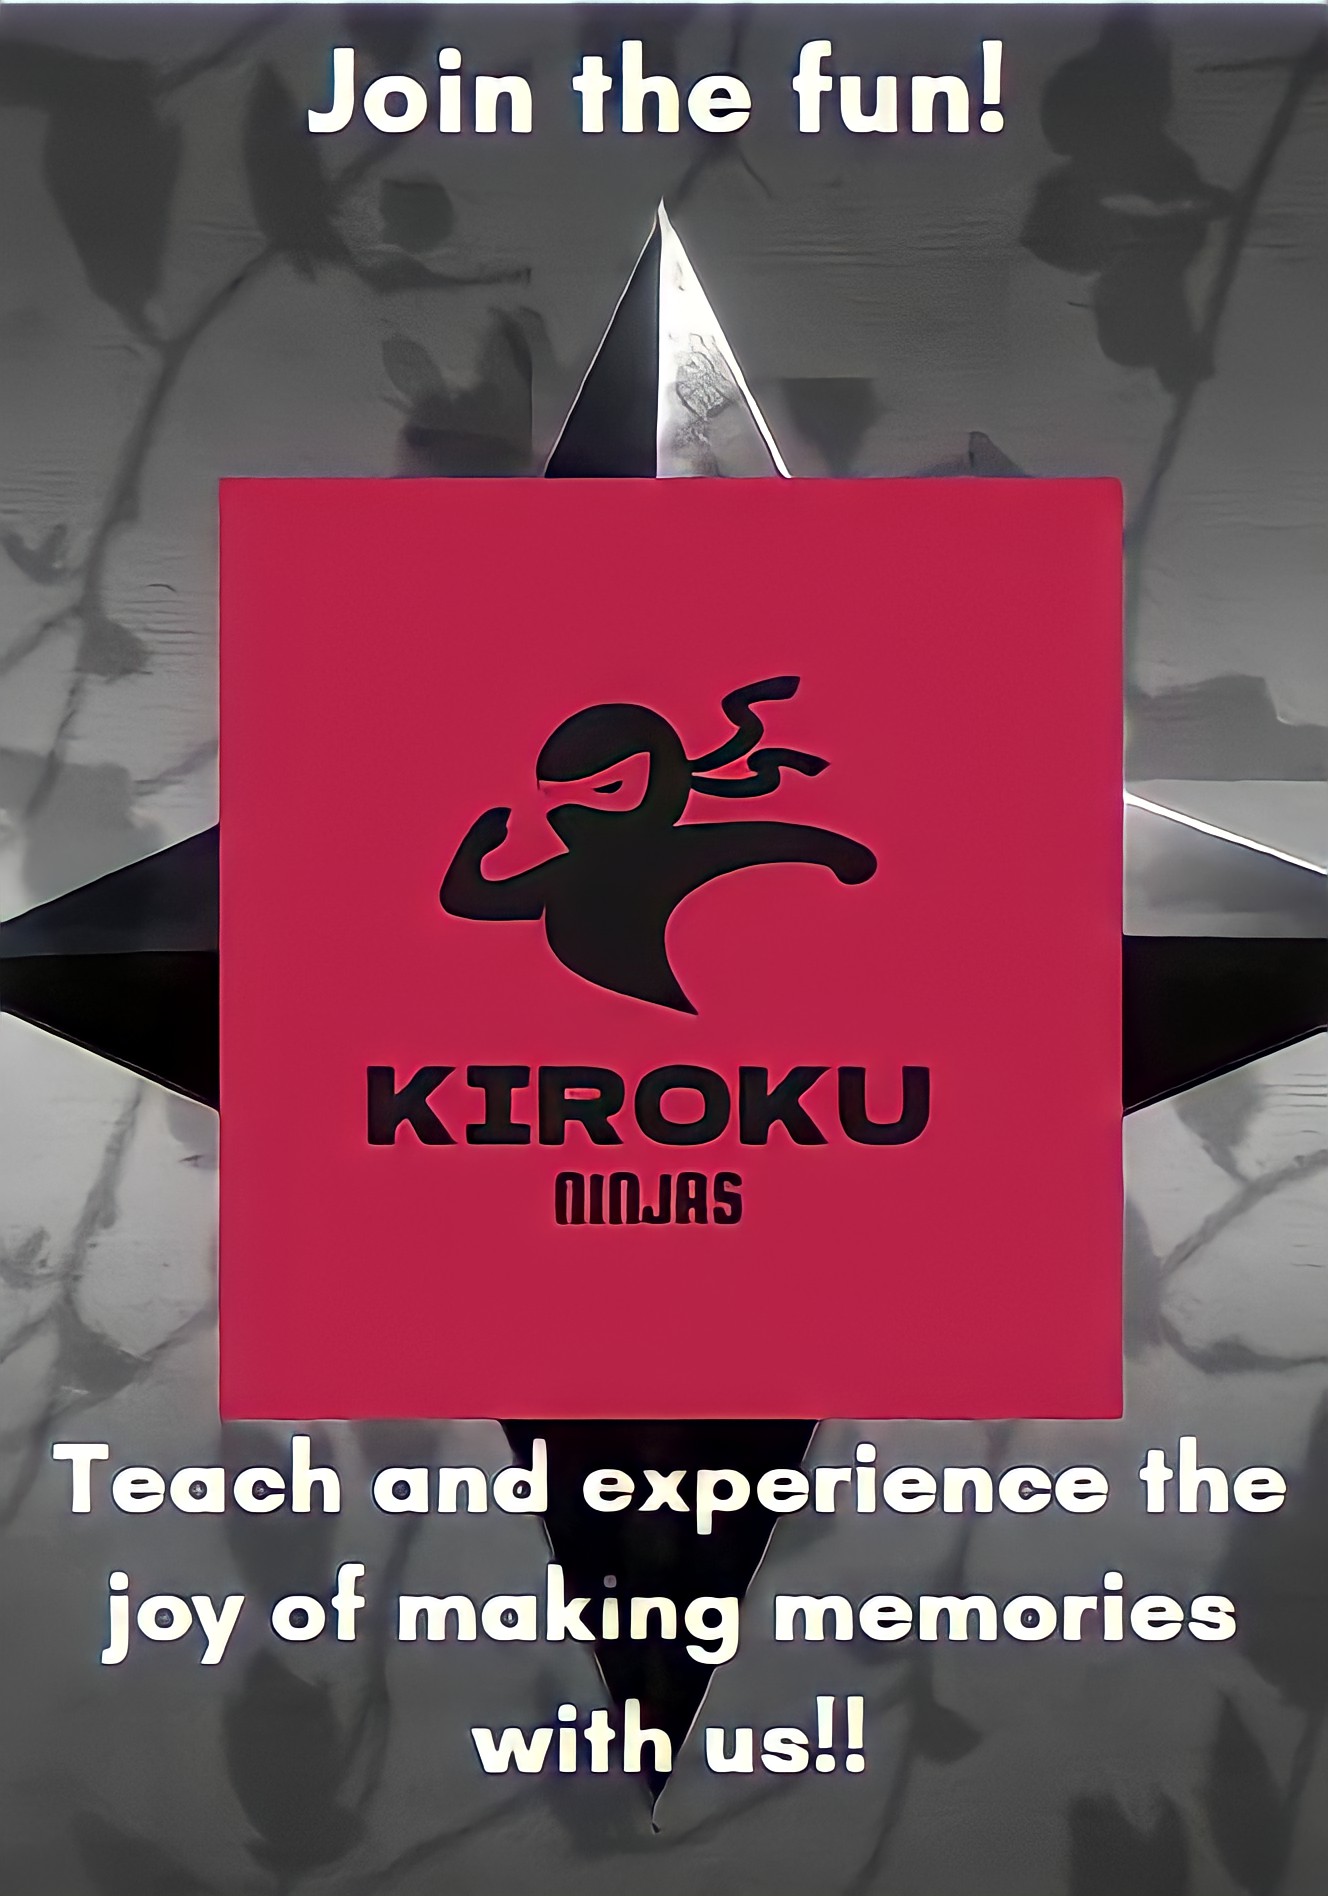 Join the fun!
KIROKU
NINJAS
Teach and experience the
joy of making memories
with us!!